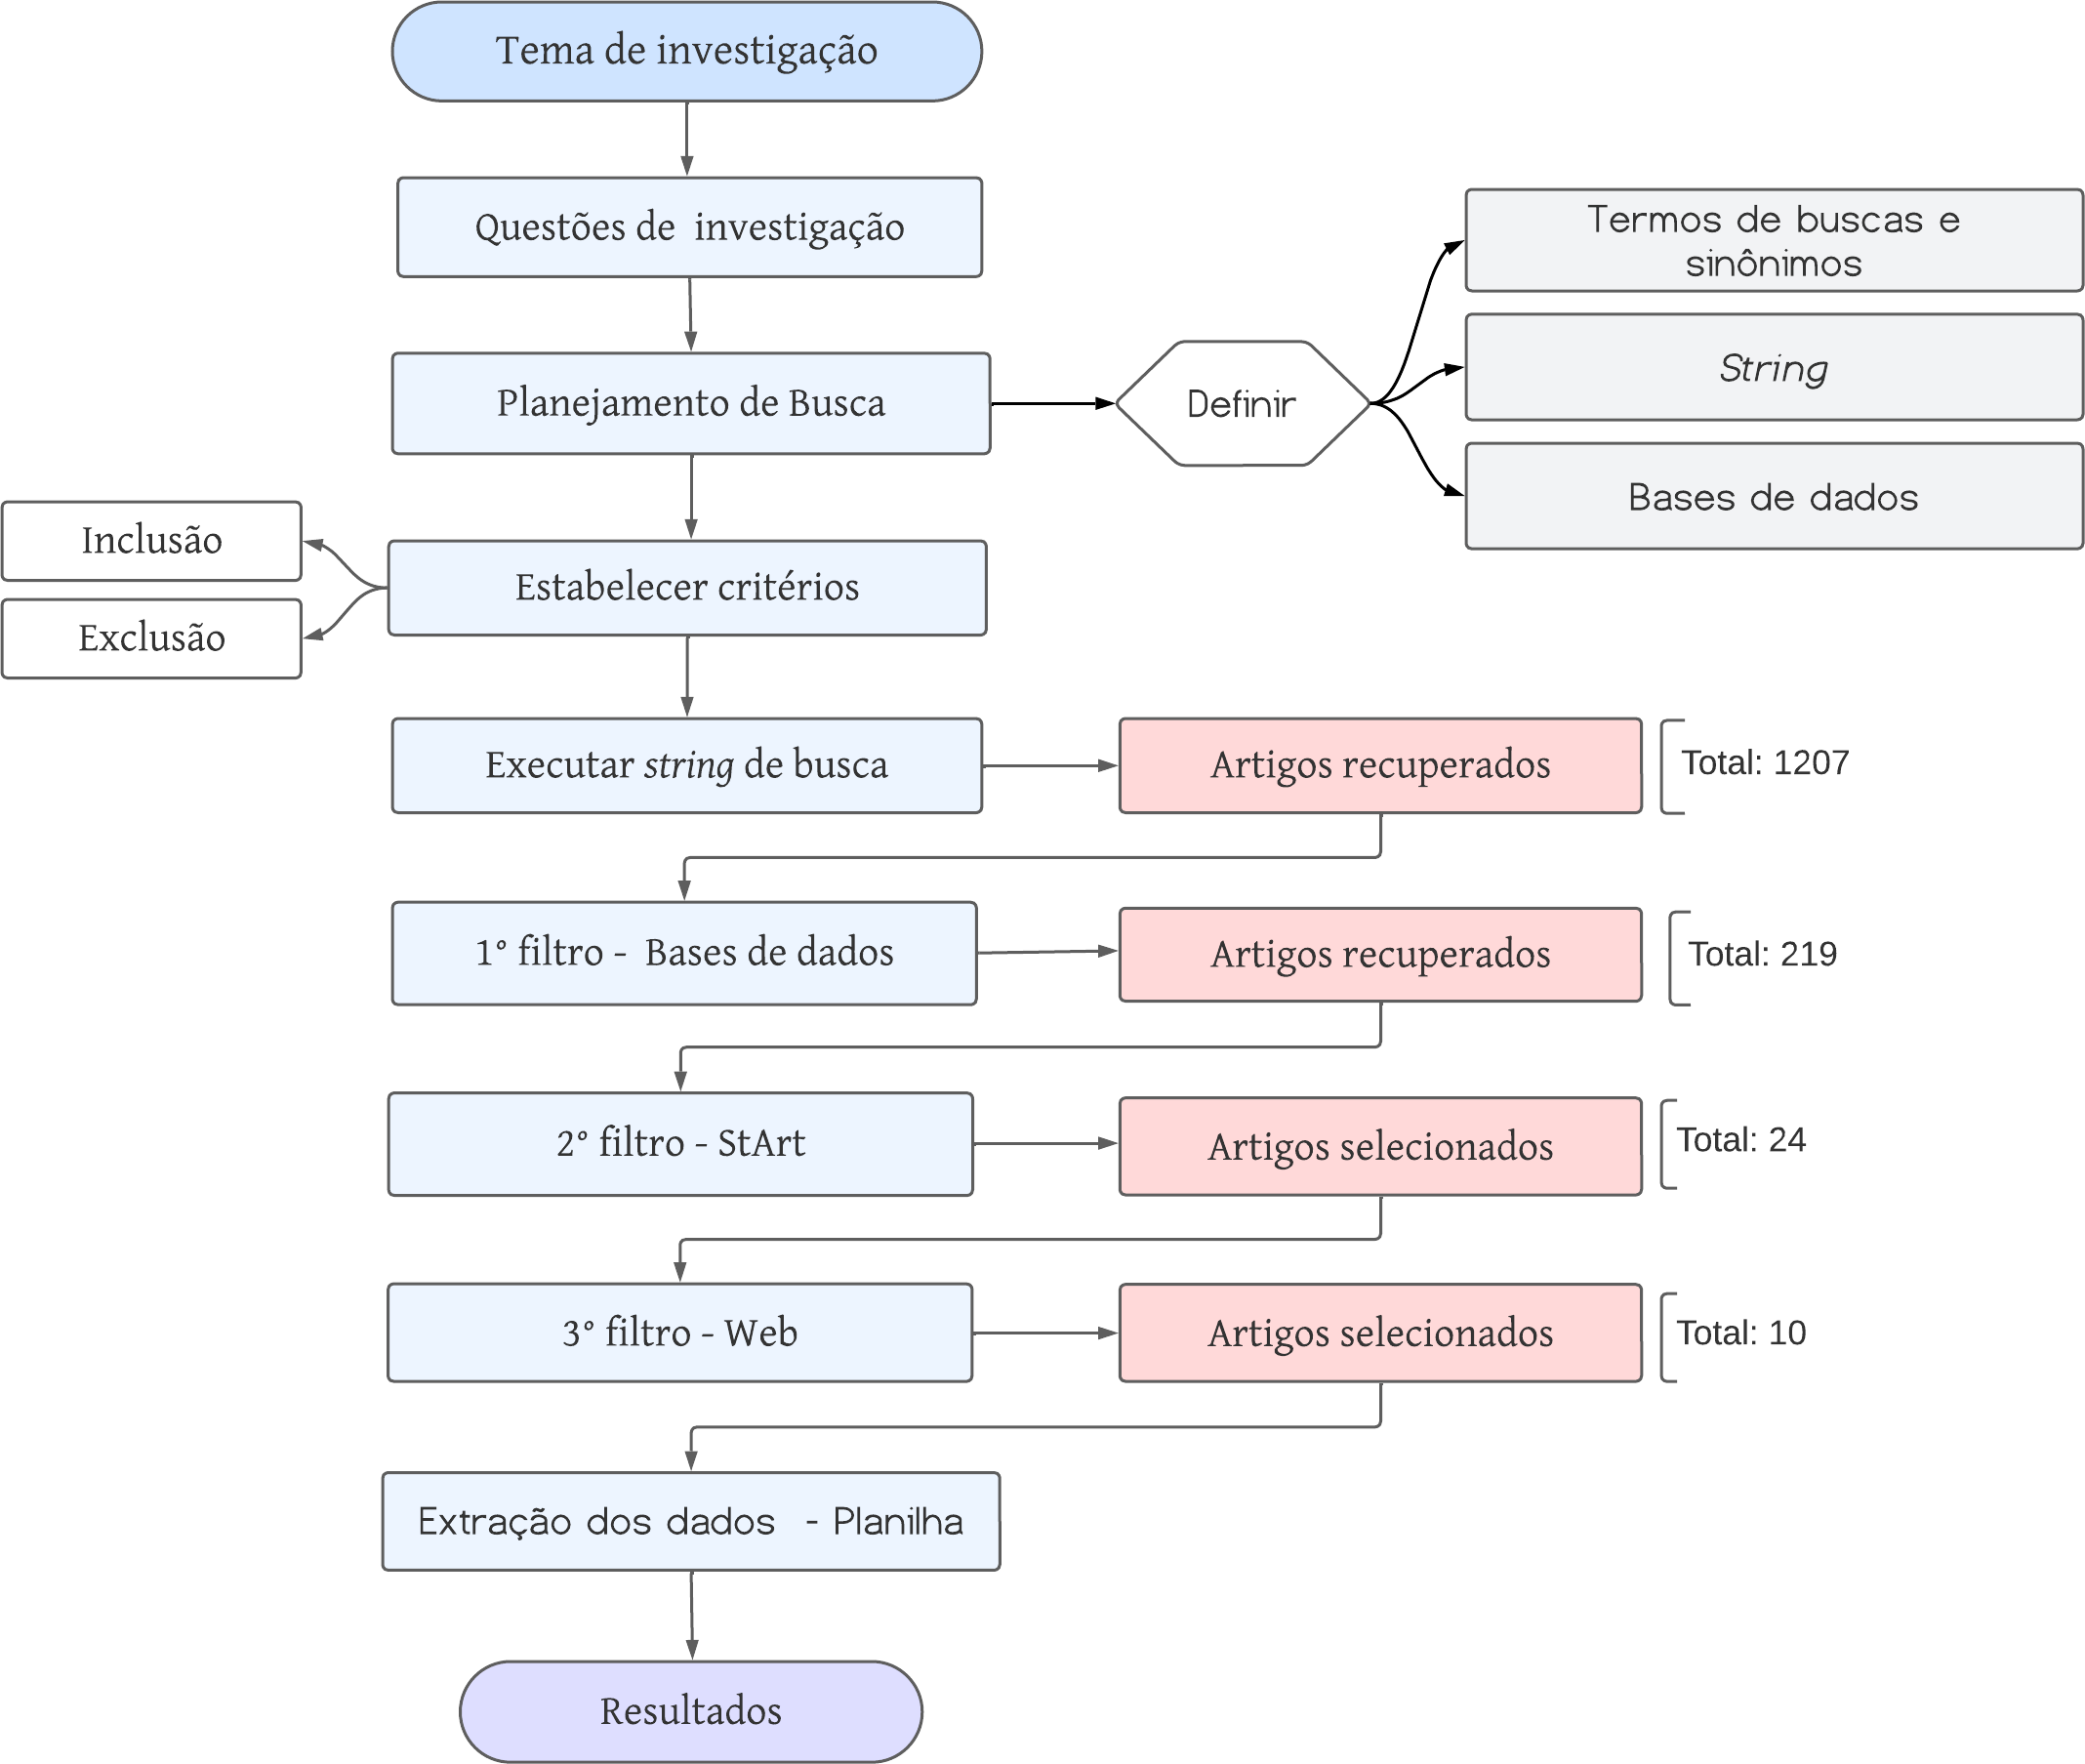 Tema de investigação
Questões de investigação
Termos de buscas e
sinônimos
String
Planejamento de Busca
Definir
Bases de dados
Inclusão
Estabelecer critérios
Exclusão
Executar string de busca
Artigos recuperados
Total: 1207
1° filtro - Bases de dados
Artigos recuperados
Total: 219
2° filtro - StArt
Artigos selecionados
Total: 24
3° filtro - Web
Artigos selecionados
Total: 10
Extração dos dados - Planilha
Resultados